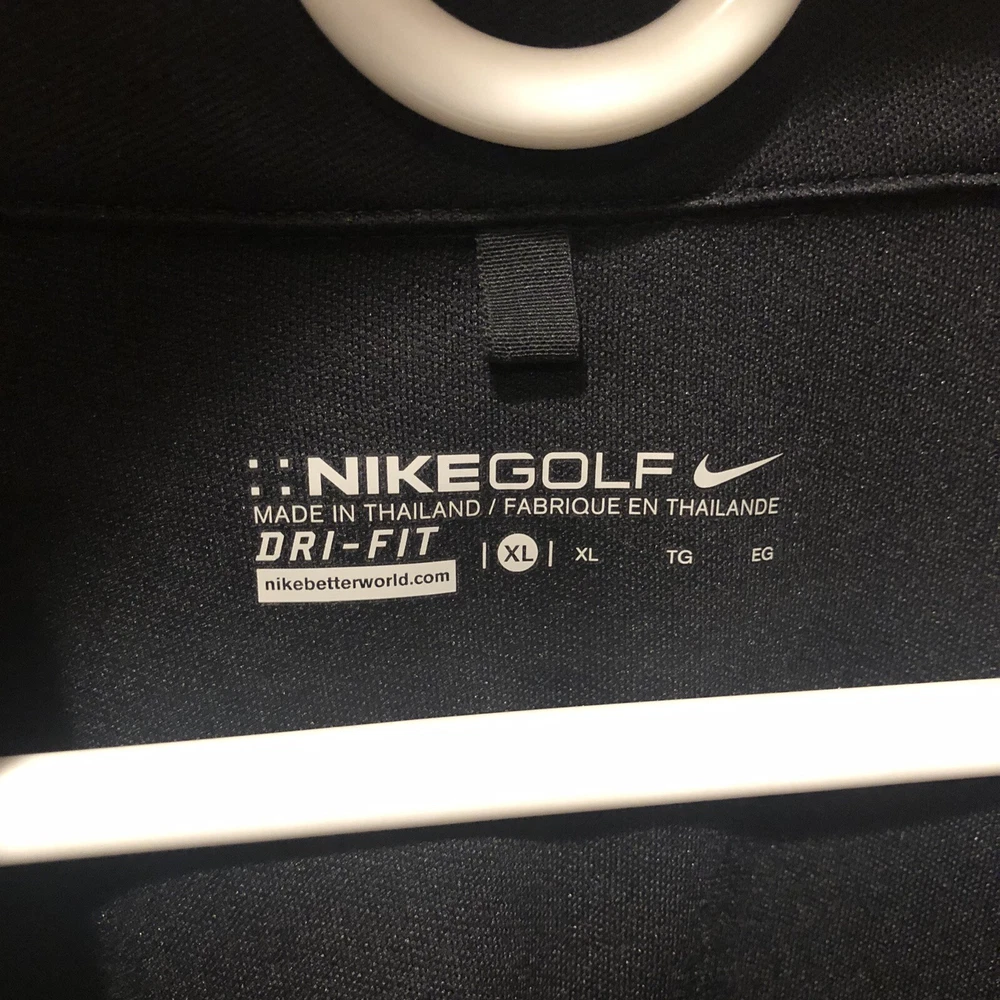 NIKEGOLF
MADE IN THAILAND / FABRIQUE EN THAILANDE
DRI-FIT | XL | XL TG EG
nikebetterworld.com